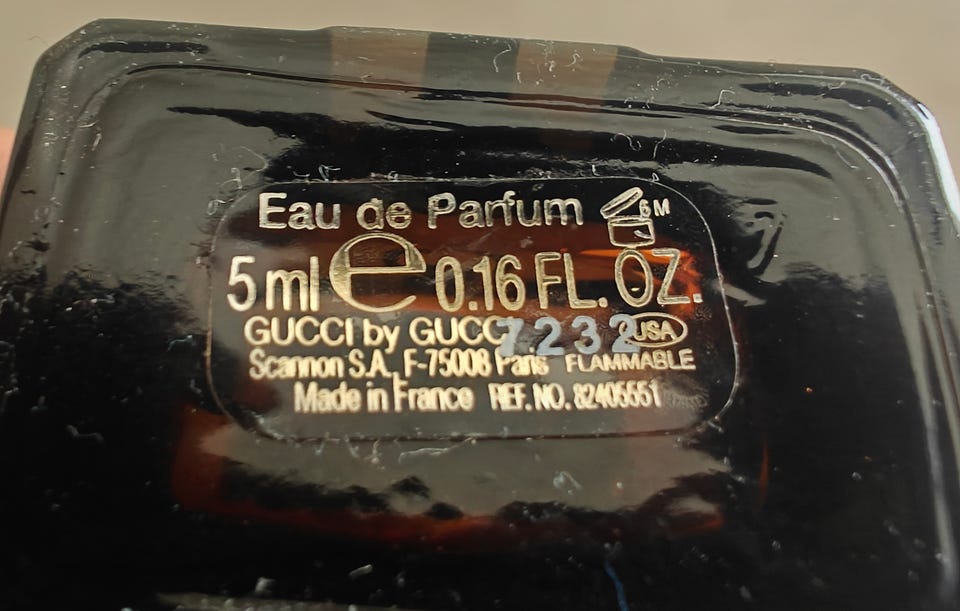 Eau de Parfum 6M
5 ml e 0.16 FL. OZ.
GUCCI by GUCC 7232 USA
Scannon S.A., F-75008 Paris FLAMMABLE
Made in France REF. NO. 82405551